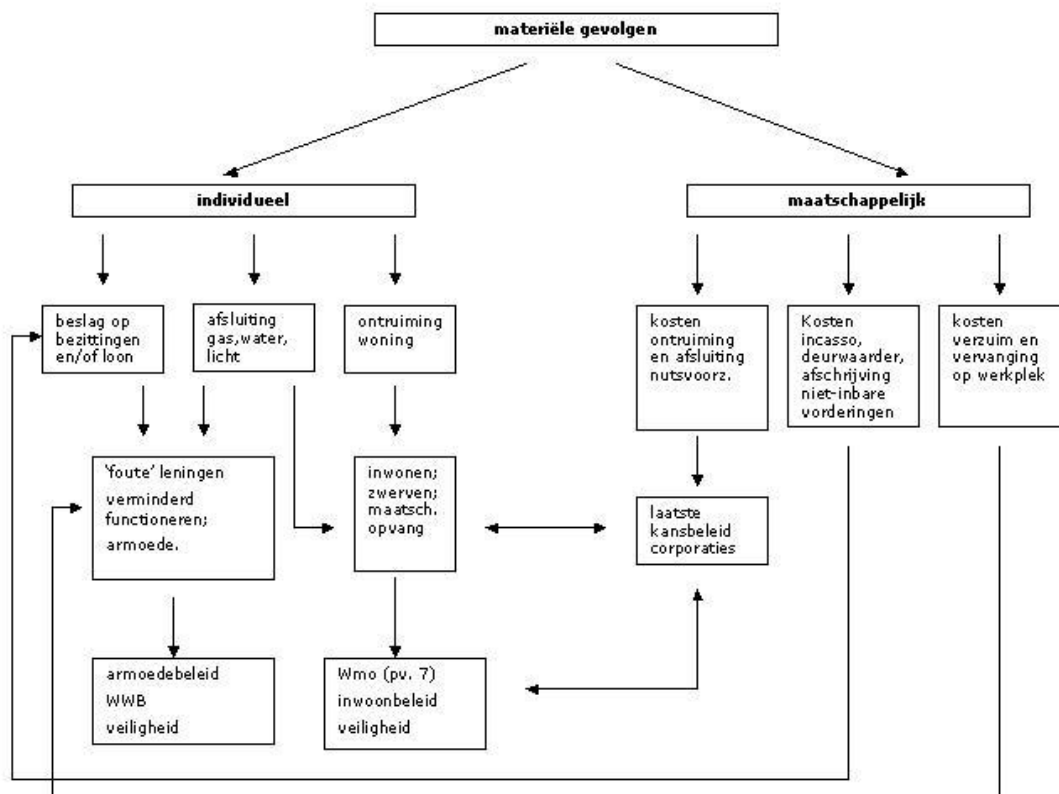 materiële gevolgen
individueel
maatschappelijk
beslag op
bezittingen
en/of loon
afsluiting
gas,water,
licht
ontruiming
woning
kosten
ontruiming
en afsluiting
nutsvoorz.
Kosten
incasso,
deurwaarder,
afschrijving
niet-inbare
vorderingen
kosten
verzuim en
vervanging
op werkplek
'foute' leningen
verminderd
functioneren;
armoede.
inwonen;
zwerven;
maatsch.
opvang
laatste
kansbeleid
corporaties
armoedebeleid
WWB
veiligheid
Wmo (pv. 7)
inwoonbeleid
veiligheid